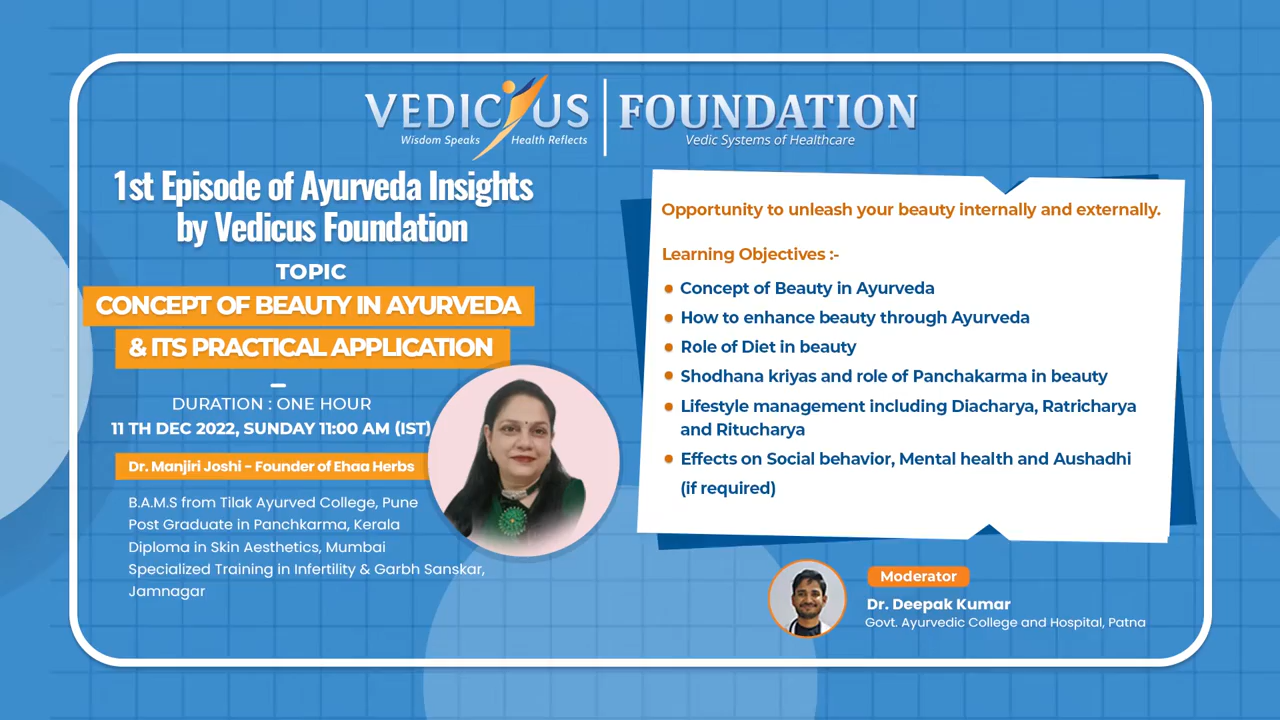 VEDICIUS
Wisdom Speaks Health Reflects
FOUNDATION
Vedic Systems of Healthcare
1st Episode of Ayurveda Insights
by Vedicus Foundation
TOPIC
CONCEPT OF BEAUTY IN AYURVEDA
& ITS PRACTICAL APPLICATION
DURATION : ONE HOUR
11 TH DEC 2022, SUNDAY 11:00 AM (IST)
Dr. Manjiri Joshi - Founder of Ehaa Herbs
B.A.M.S from Tilak Ayurved College, Pune
Post Graduate in Panchkarma, Kerala
Diploma in Skin Aesthetics, Mumbai
Specialized Training in Infertility & Garbh Sanskar,
Jamnagar
Opportunity to unleash your beauty internally and externally.
Learning Objectives :-
Concept of Beauty in Ayurveda
How to enhance beauty through Ayurveda
Role of Diet in beauty
Shodhana kriyas and role of Panchakarma in beauty
Lifestyle management including Diacharya, Ratricharya
and Ritucharya
Effects on Social behavior, Mental health and Aushadhi
(if required)
Moderator
Dr. Deepak Kumar
Govt. Ayurvedic College and Hospital, Patna